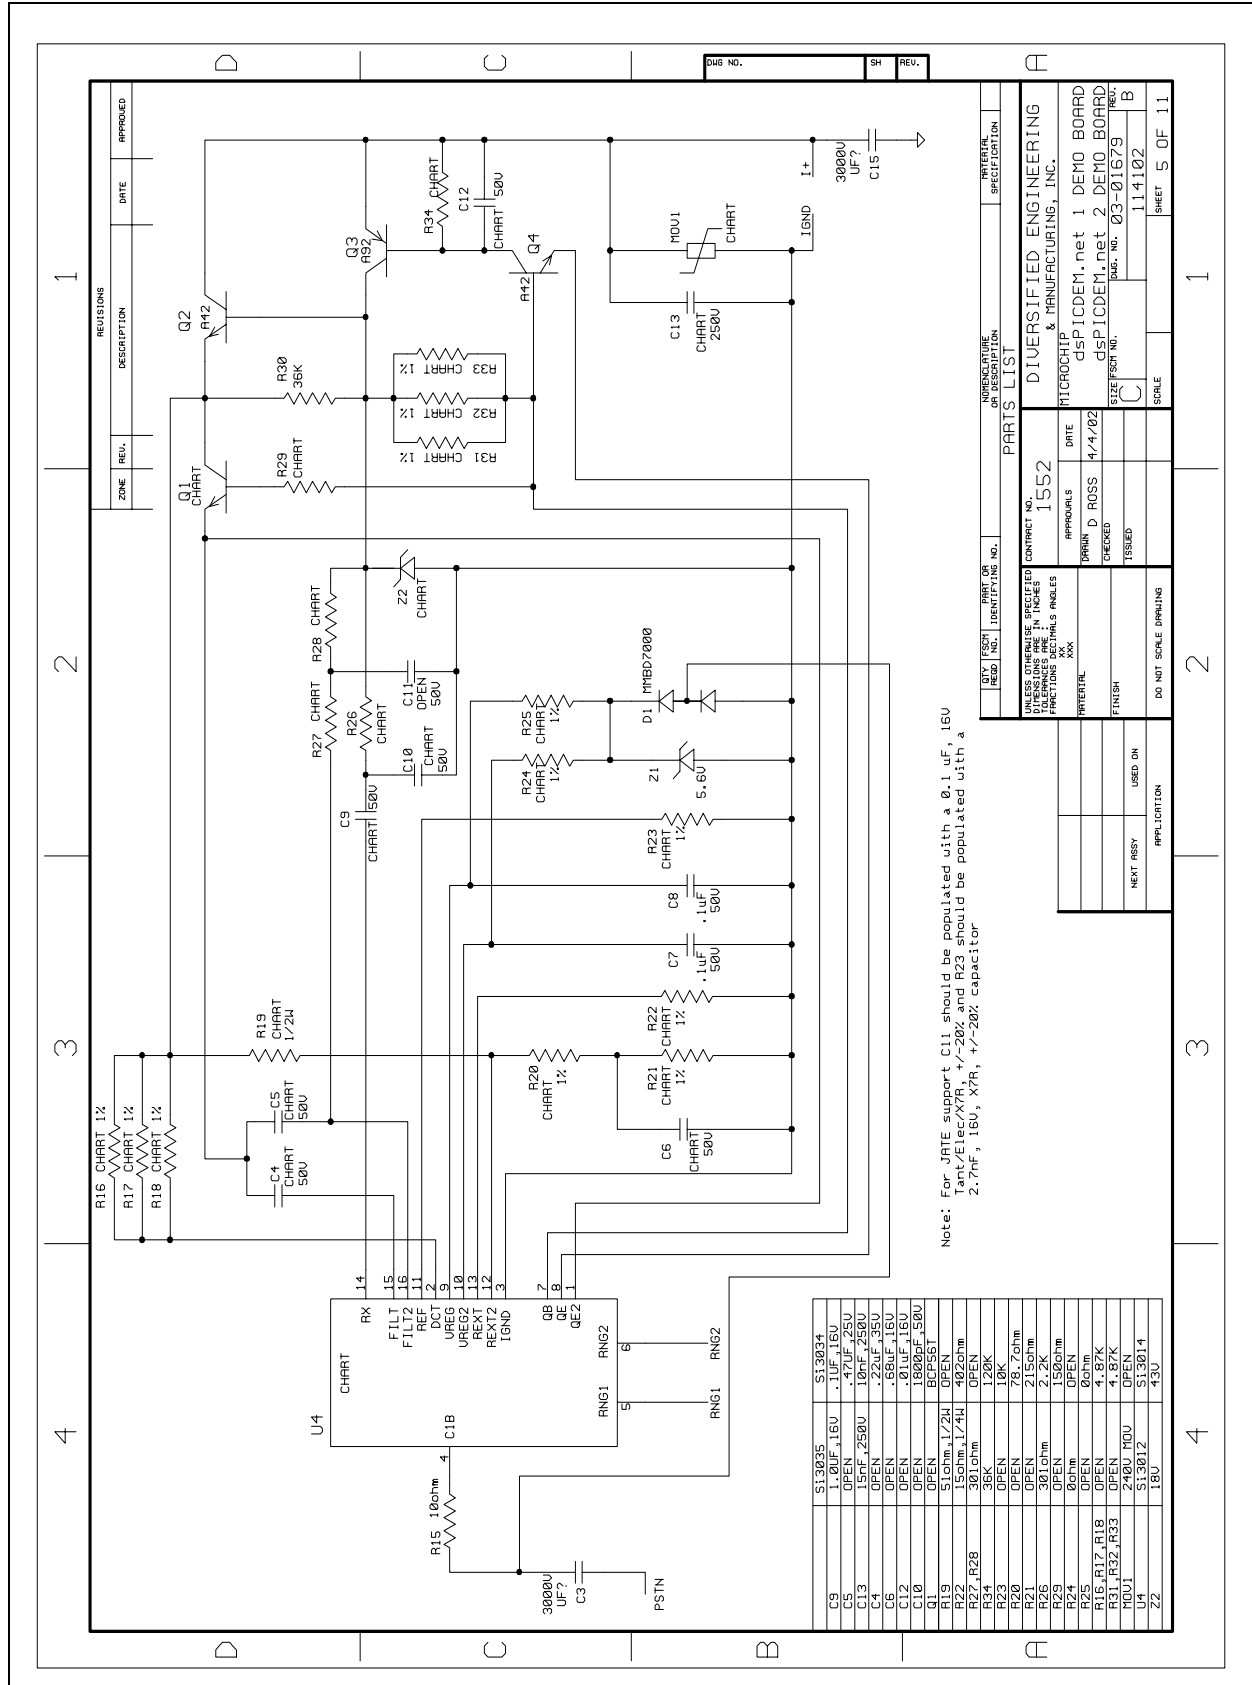 D
C
DWG NO.
SH
REV.
A
1
2
3
4
REVISIONS
ZONE
REV.
DESCRIPTION
DATE
APPROVED
Q1
CHART
Q2
A42
Q3
A92
R34 CHART
C12
50V
CHART
Q4
A42
R29
CHART
R30
36K
R31 CHART 1%
R32 CHART 1%
R33 CHART 1%
MOV1
CHART
C13
CHART
250V
IGND
I+
3000V
UF?
C15
R16 CHART 1%
R17 CHART 1%
R18 CHART 1%
R19
CHART
1/2W
C4
CHART
50V
C5
CHART
50V
R27 CHART
R28 CHART
R26
CHART
C9
CHART
50V
C10
CHART
50V
C11
OPEN
50V
Z2
CHART
R20
CHART
1%
R21
CHART
1%
R22
CHART
1%
C6
CHART
50V
C7
.1uF
50V
C8
.1uF
50V
R23
CHART
1%
R24
CHART
1%
R25
CHART
1%
Z1
5.6V
D1 MMBD7000
U4
CHART
C1B
4
R15 10ohm
3000V
UF?
C3
PSTN
RX 14
FILT 15
FILT2 16
REF 11
DCT 2
VREG 9
VREG2 10
REXT 13
REXT2 12
IGND 3
QB 7
QE 8
QE2 1
RNG1
5
RNG2
6
RNG1
RNG2
Note: For JATE support C11 should be populated with a 0.1 uF, 16V
Tant/Elec/X7R, +/-20% and R23 should be populated with a
2.7nF, 16V, X7R, +/-20% capacitor
Si3035 Si3034
C9 1.0UF,16V .1UF,16V
C5 OPEN .47UF,25V
C13 15nF,250V 10nF,250V
C4 OPEN .22uF,35V
C6 OPEN .68uF,16V
C12 OPEN .01uF,16V
C10 OPEN 1800pF,50V
Q1 OPEN BCP56T
R19 51ohm,1/2W OPEN
R22 15ohm,1/4W 402ohm
R27,R28 301ohm OPEN
R34 36K 120K
R23 OPEN 10K
R20 OPEN 78.7ohm
R21 OPEN 215ohm
R26 301ohm 2.2K
R29 OPEN 150ohm
R24 0ohm OPEN
R25 OPEN 0ohm
R16,R17,R18 OPEN 4.87K
R31,R32,R33 OPEN 4.87K
MOV1 240V MOV OPEN
U4 Si3012 Si3014
Z2 18V 43V
QTY REQD
FSCM NO.
PART OR IDENTIFYING NO.
NOMENCLATURE OR DESCRIPTION
MATERIAL SPECIFICATION
PARTS LIST
UNLESS OTHERWISE SPECIFIED
DIMENSIONS ARE IN INCHES
TOLERANCES ARE :
FRACTIONS DECIMALS ANGLES
XX
XXX
MATERIAL
FINISH
DO NOT SCALE DRAWING
NEXT ASSY
USED ON
APPLICATION
CONTRACT NO.
1552
APPROVALS
DATE
DRAWN D ROSS 4/4/02
CHECKED
ISSUED
DIVERSIFIED ENGINEERING
& MANUFACTURING, INC.
MICROCHIP
dsPICDEM.net 1 DEMO BOARD
dsPICDEM.net 2 DEMO BOARD
SIZE
C
FSCM NO.
DWG. NO. 03-01679
REV.
B
114102
SCALE
SHEET 5 OF 11
D
C
B
A
1
2
3
4